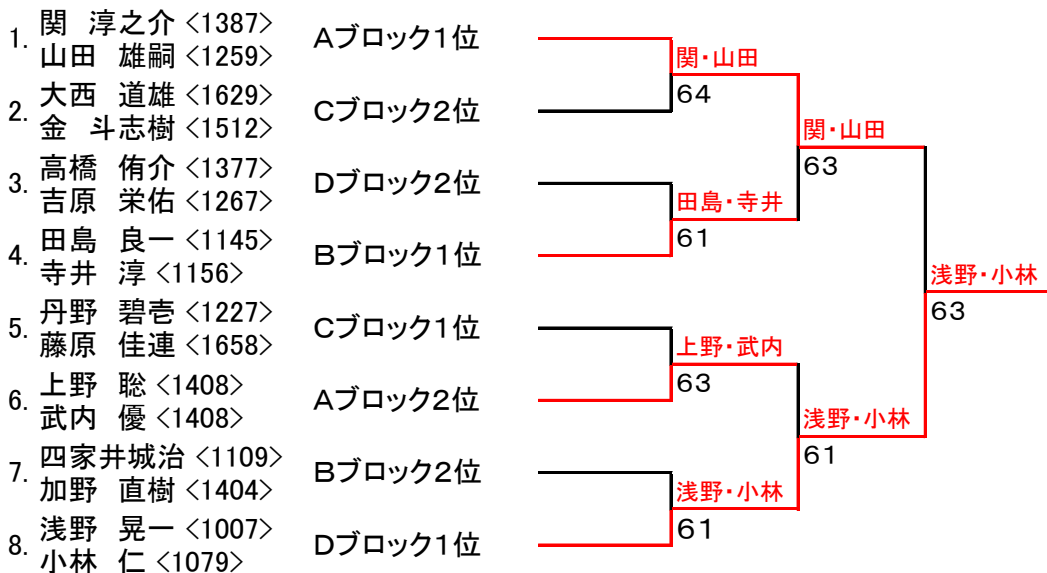 1. 関　淳之介 <1387>
山田　雄嗣 <1259>
Aブロック1位
2. 大西　道雄 <1629>
金　斗志樹 <1512>
Cブロック2位
3. 高橋　侑介 <1377>
吉原　栄佑 <1267>
Dブロック2位
4. 田島　良一 <1145>
寺井　淳 <1156>
Bブロック1位
5. 丹野　碧壱 <1227>
藤原　佳連 <1658>
Cブロック1位
6. 上野　聡 <1408>
武内　優 <1408>
Aブロック2位
7. 四家井城治 <1109>
加野　直樹 <1404>
Bブロック2位
8. 浅野　晃一 <1007>
小林　仁 <1079>
Dブロック1位
関・山田
64
田島・寺井
61
上野・武内
63
浅野・小林
61
関・山田
63
浅野・小林
61
浅野・小林
63